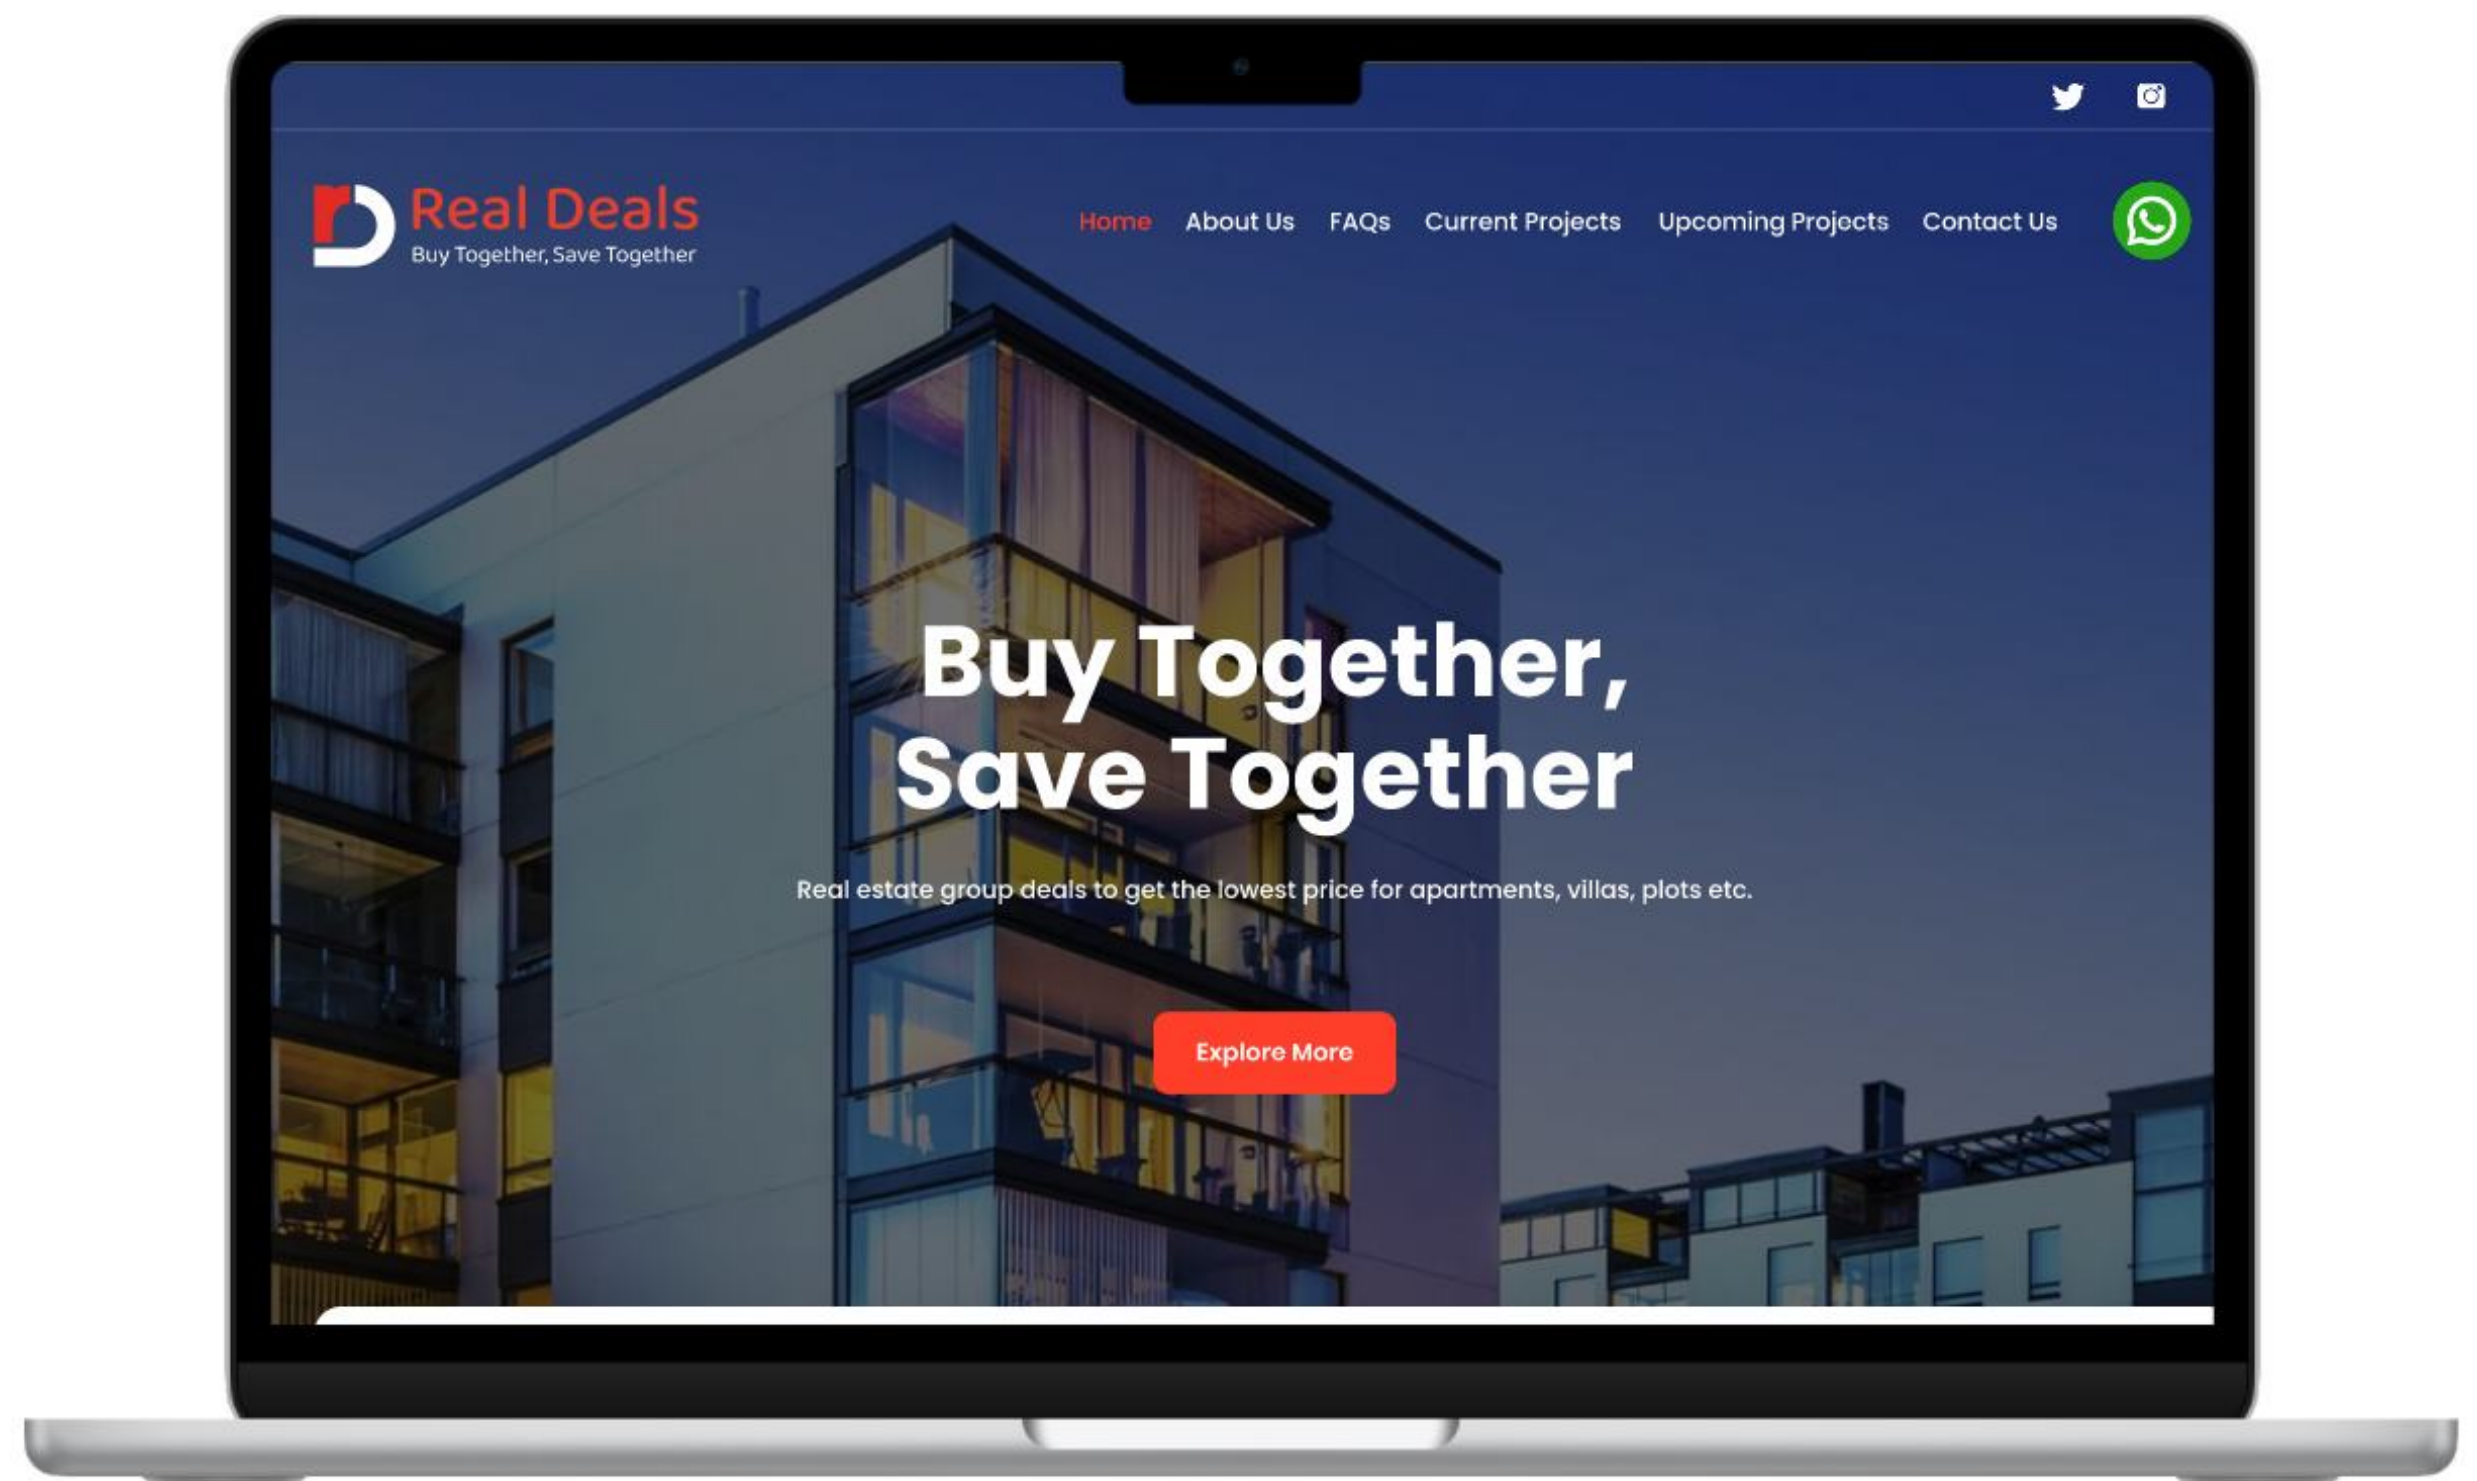 Real Deals
Buy Together, Save Together
Home About Us FAQs Current Projects Upcoming Projects Contact Us
Buy Together,
Save Together
Real estate group deals to get the lowest price for apartments, villas, plots etc.
Explore More